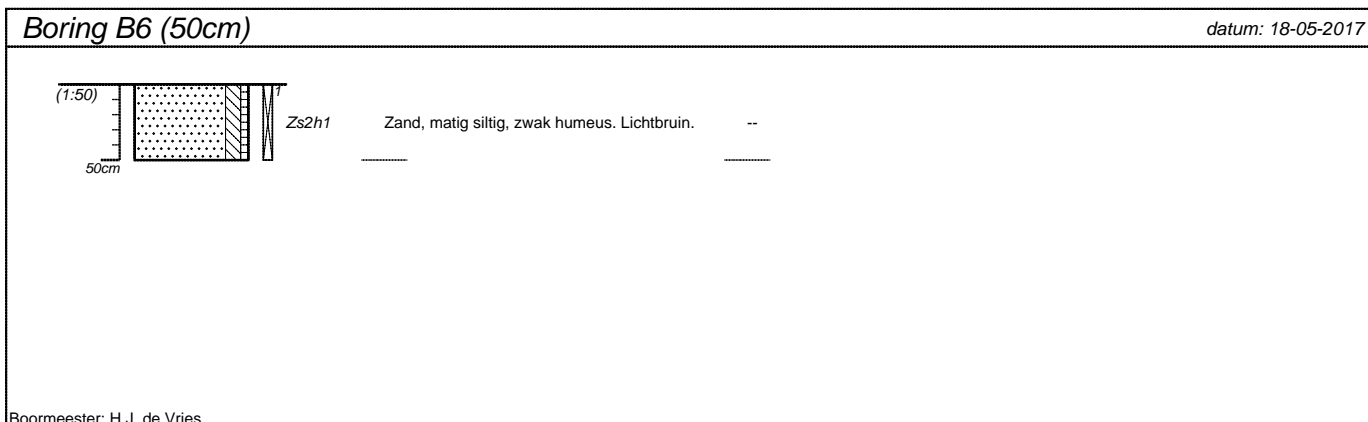 Boring B6 (50cm) datum: 18-05-2017
(1:50) 1
Zs2h1 Zand, matig siltig, zwak humeus. Lichtbruin. --
50cm
Boormeester: H.J. de Vries